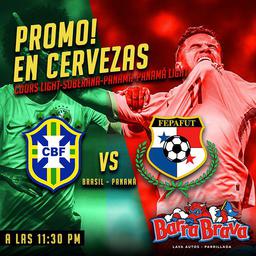 PROMO!
EN CERVEZAS
COORS LIGHT-SOBERANA-PANAMA-PANAMÁ LIGHT
CBF
VS
FEPAFUT
BRASIL - PANAMÁ
A LAS 11:30 PM
Barra Brava
LAVA AUTOS - PARRILLADA